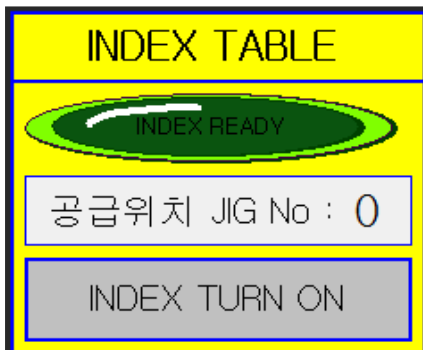 INDEX TABLE
INDEX READY
공급위치 JIG No : 0
INDEX TURN ON